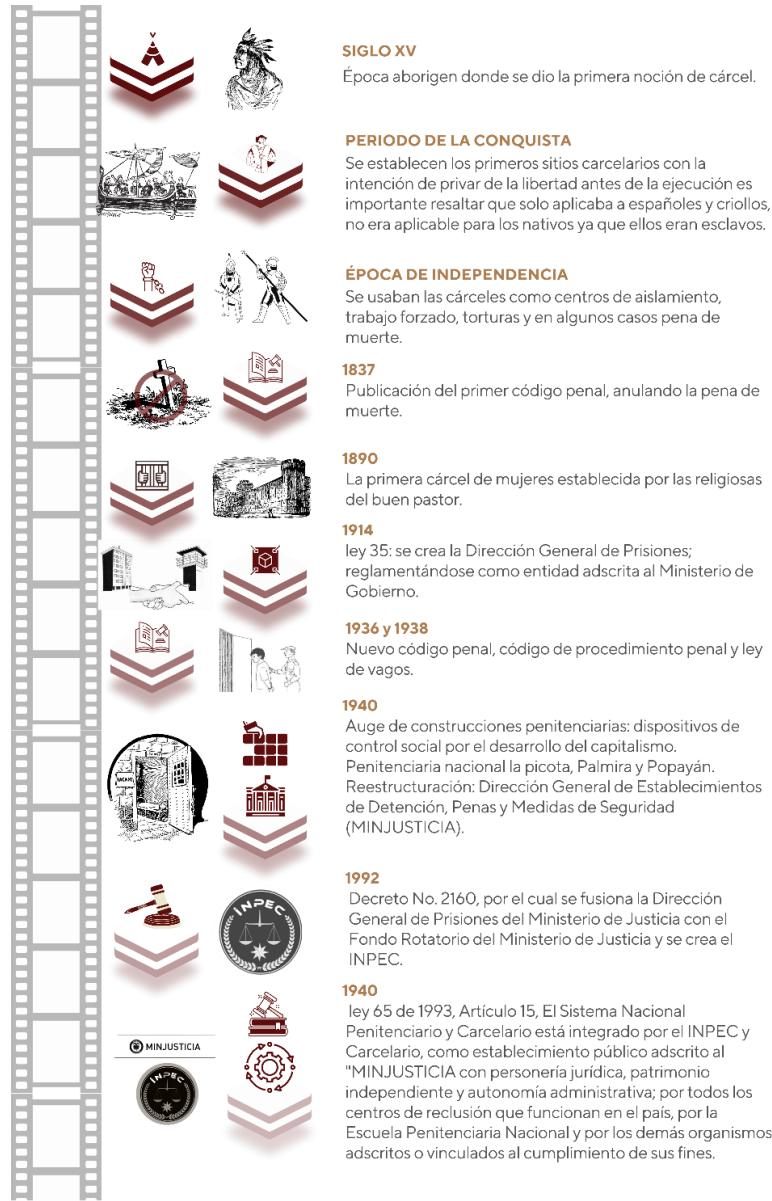 SIGLO XV
Época aborigen donde se dio la primera noción de cárcel.
PERIODO DE LA CONQUISTA
Se establecen los primeros sitios carcelarios con la
intención de privar de la libertad antes de la ejecución es
importante resaltar que solo aplicaba a españoles y criollos,
no era aplicable para los nativos ya que ellos eran esclavos.
ÉPOCA DE INDEPENDENCIA
Se usaban las cárceles como centros de aislamiento,
trabajo forzado, torturas y en algunos casos pena de
muerte.
1837
Publicación del primer código penal, anulando la pena de
muerte.
1890
La primera cárcel de mujeres establecida por las religiosas
del buen pastor.
1914
ley 35: se crea la Dirección General de Prisiones;
reglamentándose como entidad adscrita al Ministerio de
Gobierno.
1936 y 1938
Nuevo código penal, código de procedimiento penal y ley
de vagos.
1940
Auge de construcciones penitenciarias: dispositivos de
control social por el desarrollo del capitalismo.
Penitenciaria nacional la picota, Palmira y Popayán.
Reestructuración: Dirección General de Establecimientos
de Detención, Penas y Medidas de Seguridad
(MINJUSTICIA).
1992
Decreto No. 2160, por el cual se fusiona la Dirección
General de Prisiones del Ministerio de Justicia con el
Fondo Rotatorio del Ministerio de Justicia y se crea el
INPEC.
INPEC
1940
ley 65 de 1993, Artículo 15, El Sistema Nacional
Penitenciario y Carcelario está integrado por el INPEC y
Carcelario, como establecimiento público adscrito al
"MINJUSTICIA con personería jurídica, patrimonio
independiente y autonomía administrativa; por todos los
centros de reclusión que funcionan en el país, por la
Escuela Penitenciaria Nacional y por los demás organismos
adscritos o vinculados al cumplimiento de sus fines.
MINJUSTICIA
INPEC